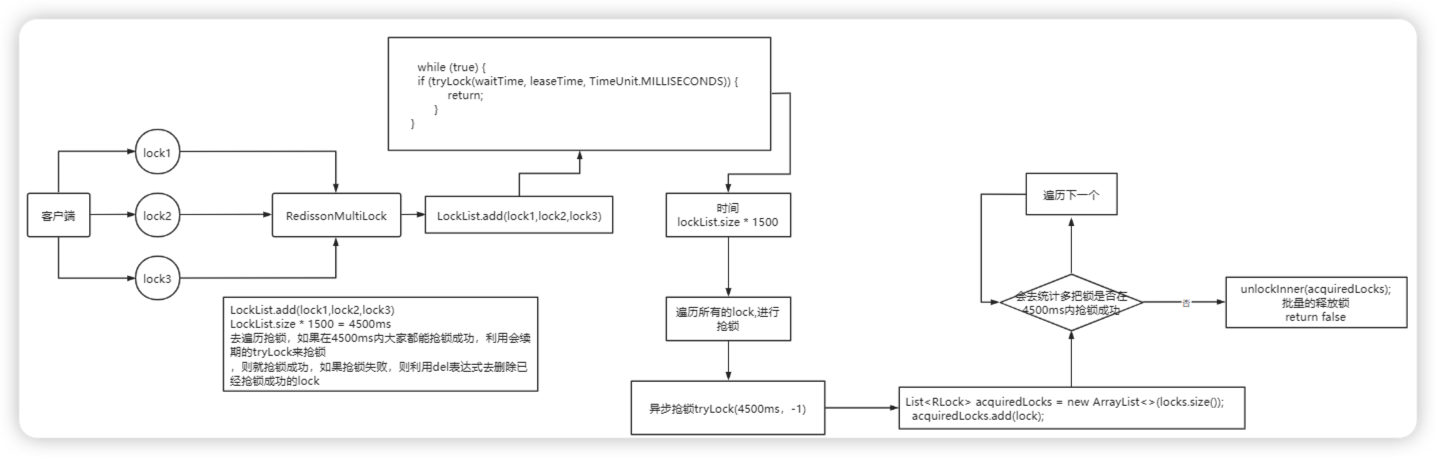 while (true) {
if (tryLock(waitTime, leaseTime, TimeUnit.MILLISECONDS)) {
return;
}
}
lock1
客户端
lock2
lock3
RedissonMultiLock
LockList.add(lock1,lock2,lock3)
LockList.add(lock1,lock2,lock3)
LockList.size * 1500 = 4500ms
去遍历抢锁，如果在4500ms内大家都能抢锁成功，利用会续
期的tryLock来抢锁
，则就抢锁成功，如果抢锁失败，则利用del表达式去删除已
经抢锁成功的lock
时间
lockList.size * 1500
遍历所有的lock,进行
抢锁
异步抢锁tryLock(4500ms，-1)
List<RLock> acquiredLocks = new ArrayList<>(locks.size());
acquiredLocks.add(lock);
遍历下一个
会去统计多把锁是否在
4500ms内抢锁成功
否
unlockInner(acquiredLocks);
批量的释放锁
return false